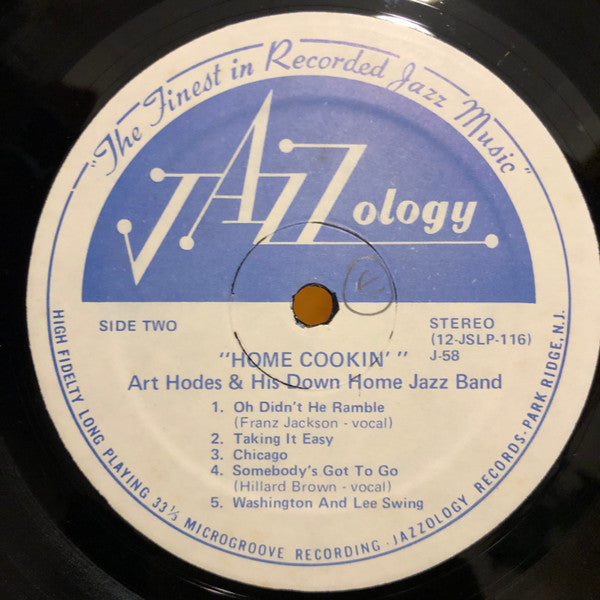 "The Finest in Recorded Jazz Music"
JAZZology
SIDE TWO
STEREO
(12-JSLP-116)
J-58
"HOME COOKIN' "
Art Hodes & His Down Home Jazz Band
1. Oh Didn't He Ramble
(Franz Jackson - vocal)
2. Taking It Easy
3. Chicago
4. Somebody's Got To Go
(Hillard Brown - vocal)
5. Washington And Lee Swing
HIGH FIDELTY LONG PLAYING 33⅓ MICROGROOVE RECORDING · JAZZOLOGY RECORDS · PARK RIDGE, N.J.